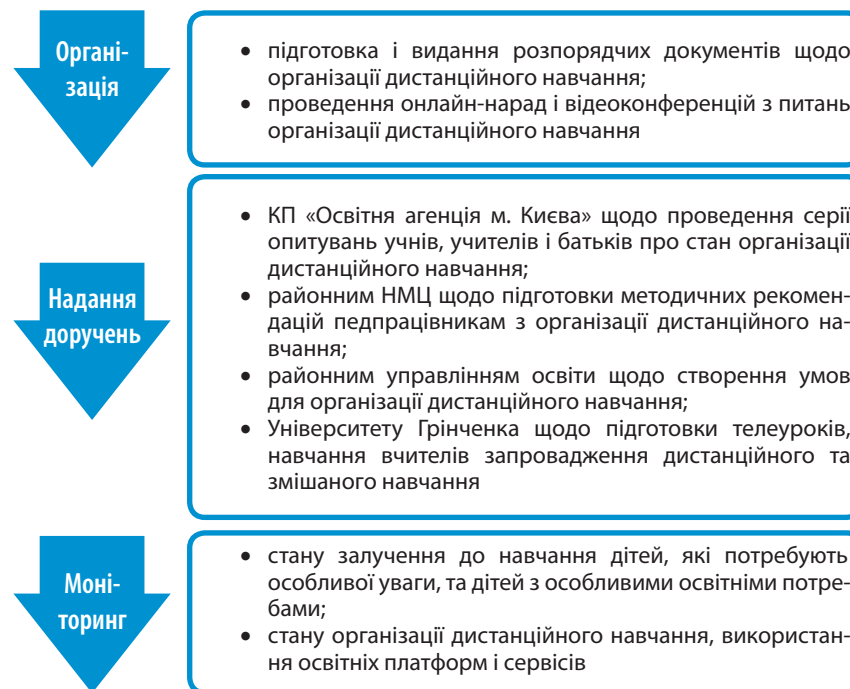 Органі-
зація
• підготовка і видання розпорядчих документів щодо
організації дистанційного навчання;
• проведення онлайн-нарад і відеоконференцій з питань
організації дистанційного навчання
Надання
доручень
• КП «Освітня агенція м. Києва» щодо проведення серії
опитувань учнів, учителів і батьків про стан організації
дистанційного навчання;
• районним НМЦ щодо підготовки методичних рекомен-
дацій педпрацівникам з організації дистанційного на-
вчання;
• районним управлінням освіти щодо створення умов
для організації дистанційного навчання;
• Університету Грінченка щодо підготовки телеуроків,
навчання вчителів запровадження дистанційного та
змішаного навчання
Моні-
торинг
• стану залучення до навчання дітей, які потребують
особливої уваги, та дітей з особливими освітніми потре-
бами;
• стану організації дистанційного навчання, використан-
ня освітніх платформ і сервісів